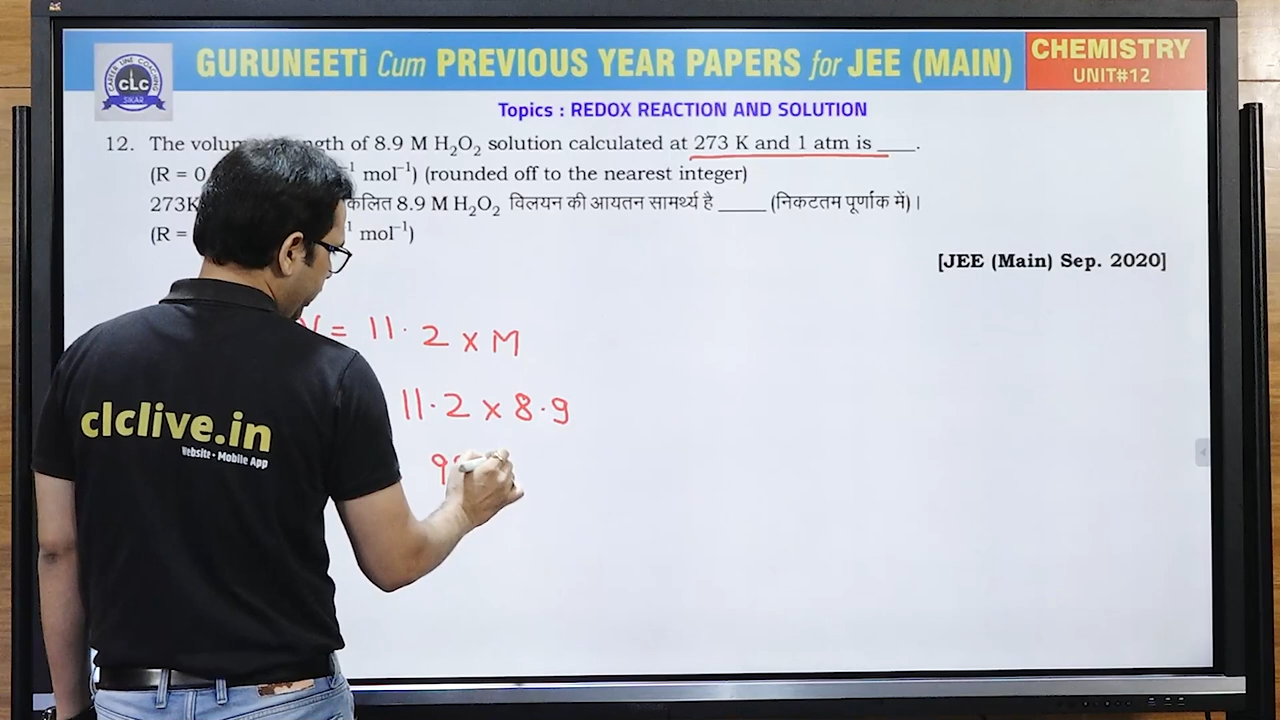 GURUNEETi Cum PREVIOUS YEAR PAPERS for JEE (MAIN)
CHEMISTRY
UNIT#12
CLC
SIKAR
Topics : REDOX REACTION AND SOLUTION
12. The of 8.9 M H₂O₂ solution calculated at 273 K and 1 atm is ____.
(R = 0 mol⁻¹) (rounded off to the nearest integer)
273K 8.9 M H₂O₂ विलयन की आयतन सामर्थ्य है _____ (निकटतम पूर्णांक में)।
(R = mol⁻¹)
[JEE (Main) Sep. 2020]
V = 11.2 x M
11.2 x 8.9
clclive.in
Website • Mobile App